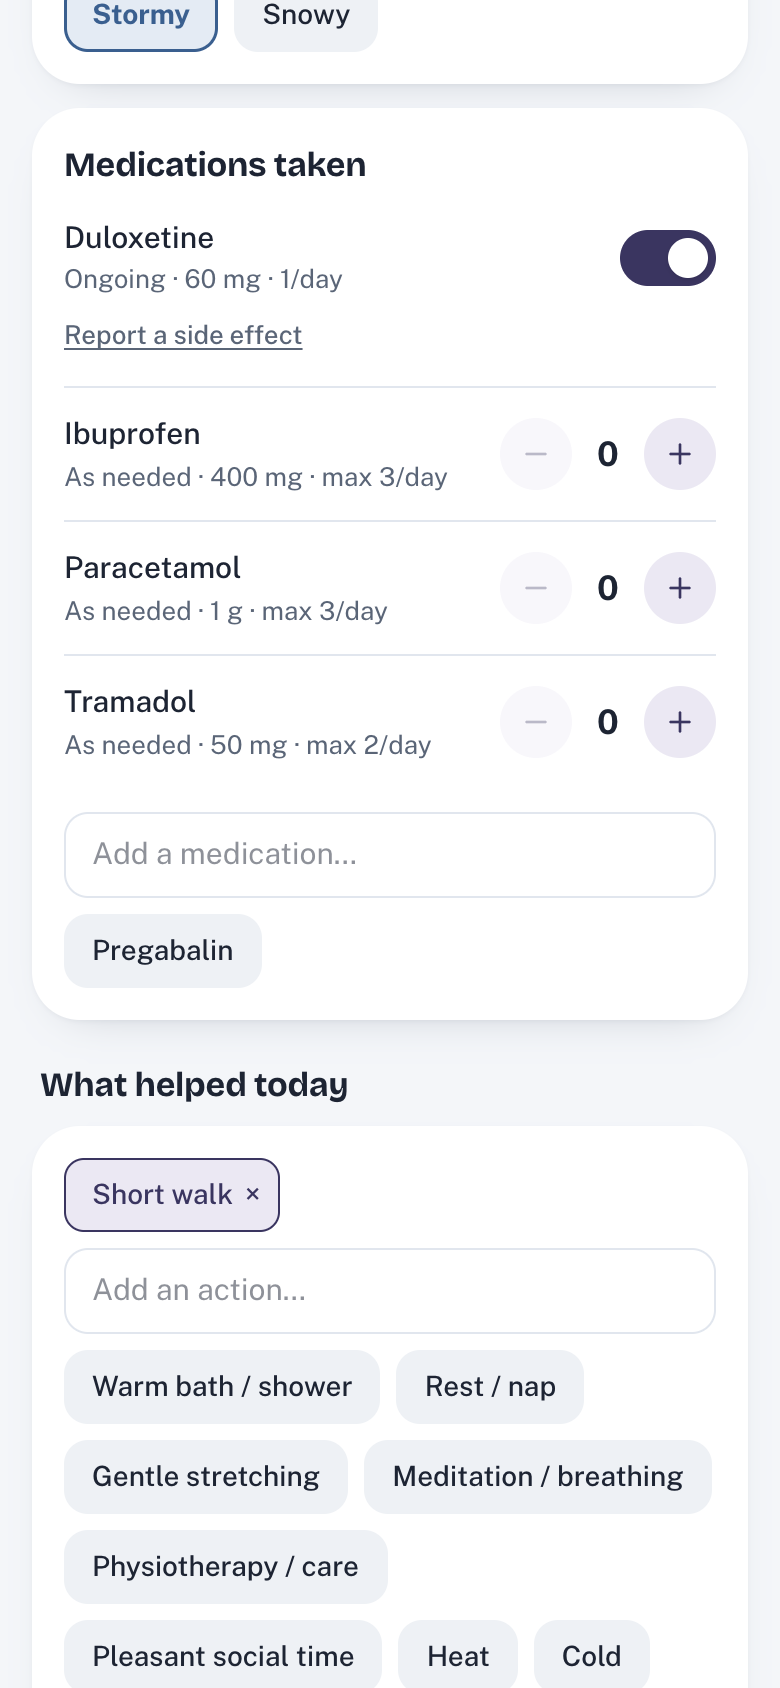 Stormy Snowy
Medications taken
Duloxetine
Ongoing · 60 mg · 1/day
Report a side effect
Ibuprofen
As needed · 400 mg · max 3/day
− 0 +
Paracetamol
As needed · 1 g · max 3/day
− 0 +
Tramadol
As needed · 50 mg · max 2/day
− 0 +
Add a medication...
Pregabalin
What helped today
Short walk ×
Add an action...
Warm bath / shower Rest / nap
Gentle stretching Meditation / breathing
Physiotherapy / care
Pleasant social time Heat Cold